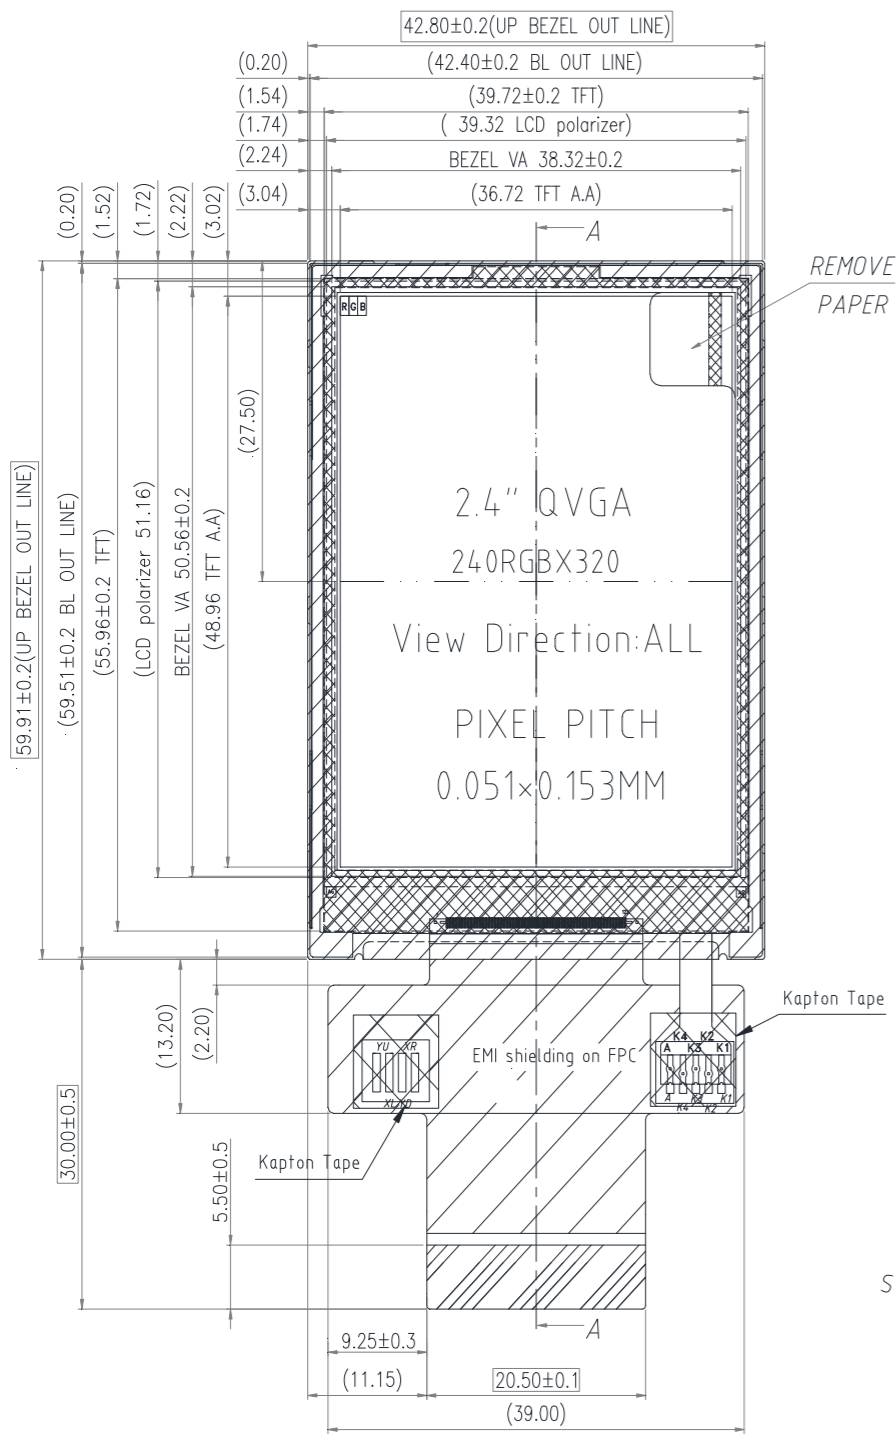 42.80±0.2(UP BEZEL OUT LINE)
(0.20) (42.40±0.2 BL OUT LINE)
(1.54) (39.72±0.2 TFT)
(1.74) ( 39.32 LCD polarizer)
(2.24) BEZEL VA 38.32±0.2
(3.04) (36.72 TFT A.A)
(0.20)
(1.52)
(1.72)
(2.22)
(3.02)
A
REMOVE
PAPER
R G B
(27.50)
59.91±0.2(UP BEZEL OUT LINE)
(59.51±0.2 BL OUT LINE)
(55.96±0.2 TFT)
(LCD polarizer 51.16)
BEZEL VA 50.56±0.2
(48.96 TFT A.A)
2.4" QVGA
240RGBX320
View Direction:ALL
PIXEL PITCH
0.051×0.153MM
Kapton Tape
(13.20)
(2.20)
EMI shielding on FPC
YU XR
K4 K2
A K3 K1
A K3 K1
K4 K2
30.00±0.5
5.50±0.5
Kapton Tape
S
A
9.25±0.3
(11.15) 20.50±0.1
(39.00)